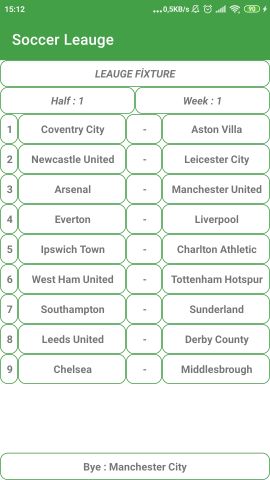 15:12 ...0,5KB/s 90
Soccer Leauge
LEAUGE FİXTURE
Half : 1 Week : 1
1 Coventry City - Aston Villa
2 Newcastle United - Leicester City
3 Arsenal - Manchester United
4 Everton - Liverpool
5 Ipswich Town - Charlton Athletic
6 West Ham United - Tottenham Hotspur
7 Southampton - Sunderland
8 Leeds United - Derby County
9 Chelsea - Middlesbrough
Bye : Manchester City